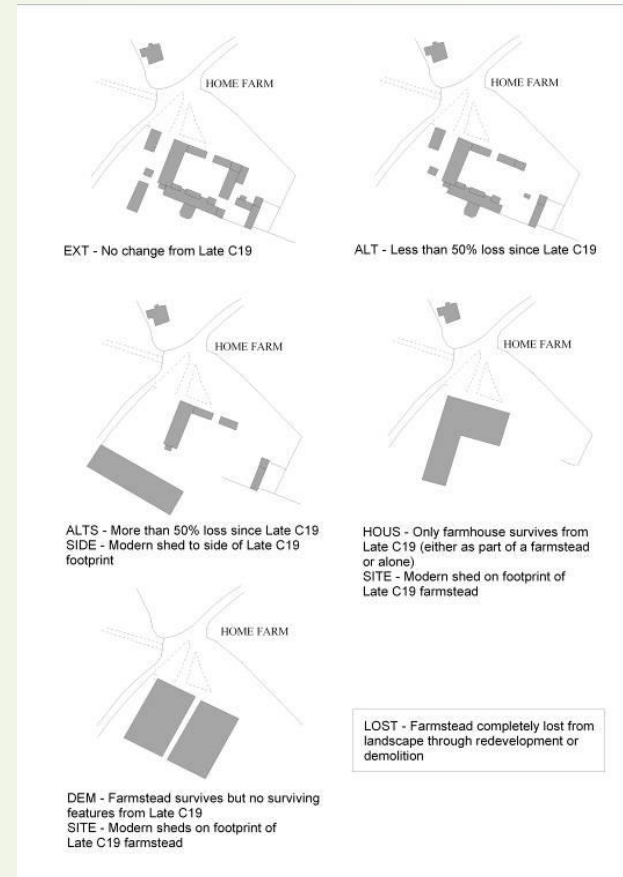 HOME FARM
EXT - No change from Late C19
HOME FARM
ALT - Less than 50% loss since Late C19
HOME FARM
ALTS - More than 50% loss since Late C19
SIDE - Modern shed to side of Late C19
footprint
HOME FARM
HOUS - Only farmhouse survives from
Late C19 (either as part of a farmstead
or alone)
SITE - Modern shed on footprint of
Late C19 farmstead
HOME FARM
DEM - Farmstead survives but no surviving
features from Late C19
SITE - Modern sheds on footprint of
Late C19 farmstead
LOST - Farmstead completely lost from
landscape through redevelopment or
demolition